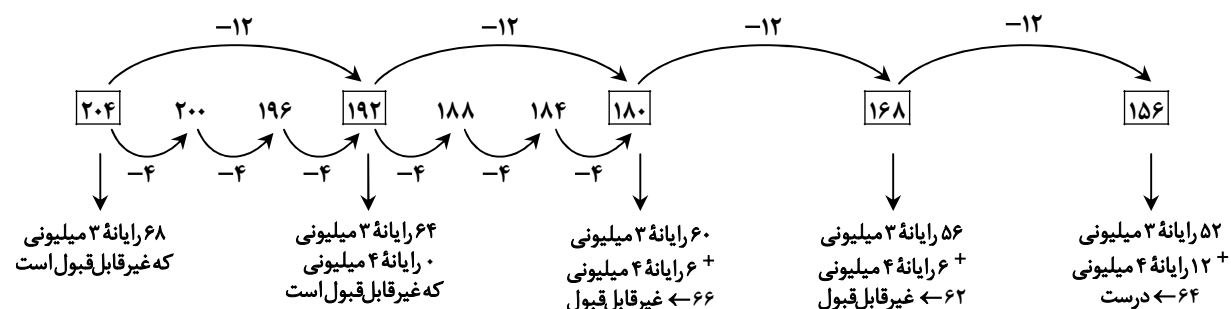 −۱۲ −۱۲ −۱۲ −۱۲
۲۰۴ ۲۰۰ ۱۹۶ ۱۹۲ ۱۸۸ ۱۸۴ ۱۸۰ ۱۶۸ ۱۵۶
−۴ −۴ −۴ −۴ −۴ −۴
۶۸ رایانهٔ ۳ میلیونی
که غیرقابل‌قبول است
۶۴ رایانهٔ ۳ میلیونی
۰ رایانهٔ ۴ میلیونی
که غیرقابل‌قبول است
۶۰ رایانهٔ ۳ میلیونی
+ ۶ رایانهٔ ۴ میلیونی
۶۶ ← غیرقابل‌قبول
۵۶ رایانهٔ ۳ میلیونی
+ ۶ رایانهٔ ۴ میلیونی
۶۲ ← غیرقابل‌قبول
۵۲ رایانهٔ ۳ میلیونی
+ ۱۲ رایانهٔ ۴ میلیونی
۶۴ ← درست